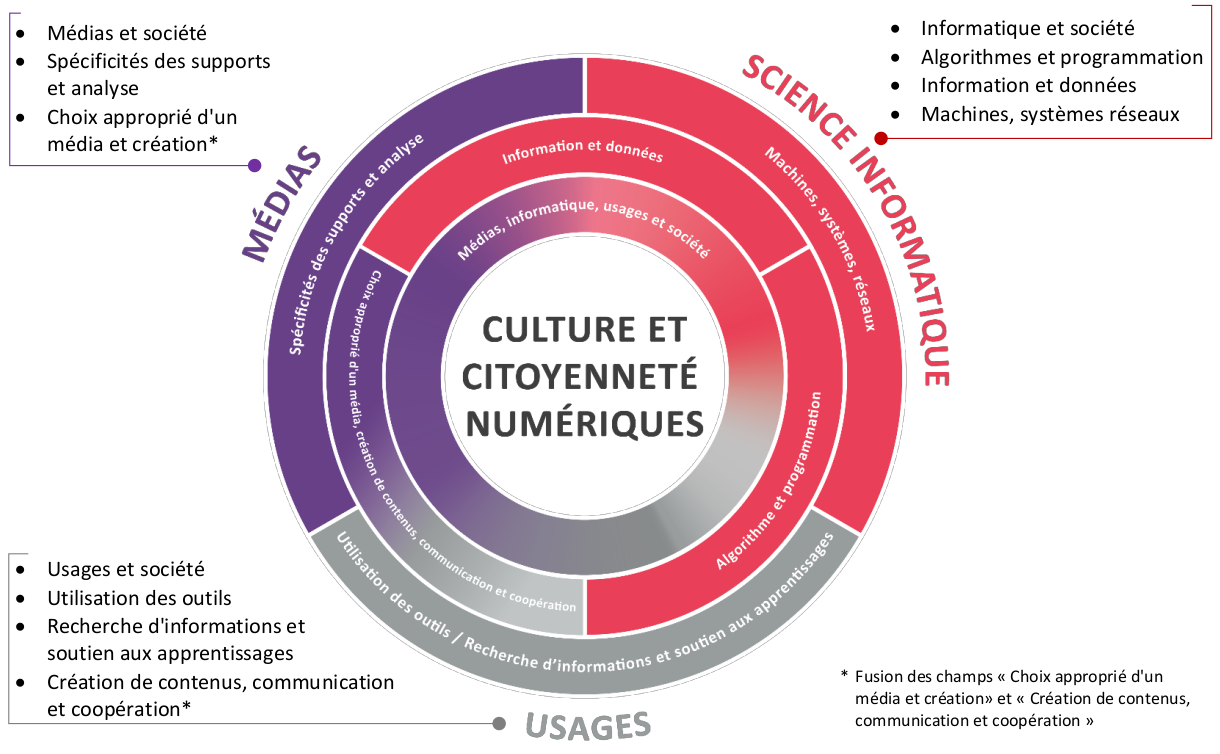 • Médias et société
• Spécificités des supports
et analyse
• Choix approprié d'un
média et création*
• Informatique et société
• Algorithmes et programmation
• Information et données
• Machines, systèmes réseaux
MÉDIAS
SCIENCE INFORMATIQUE
Spécificités des supports et analyse
Information et données
Machines, systèmes, réseaux
Médias, informatique, usages et société
Choix approprié d'un média, création de contenus, communication et coopération
CULTURE ET
CITOYENNETÉ
NUMÉRIQUES
Algorithme et programmation
Utilisation des outils / Recherche d'informations et soutien aux apprentissages
• Usages et société
• Utilisation des outils
• Recherche d'informations et
soutien aux apprentissages
• Création de contenus, communication
et coopération*
USAGES
* Fusion des champs « Choix approprié d'un
média et création» et « Création de contenus,
communication et coopération »